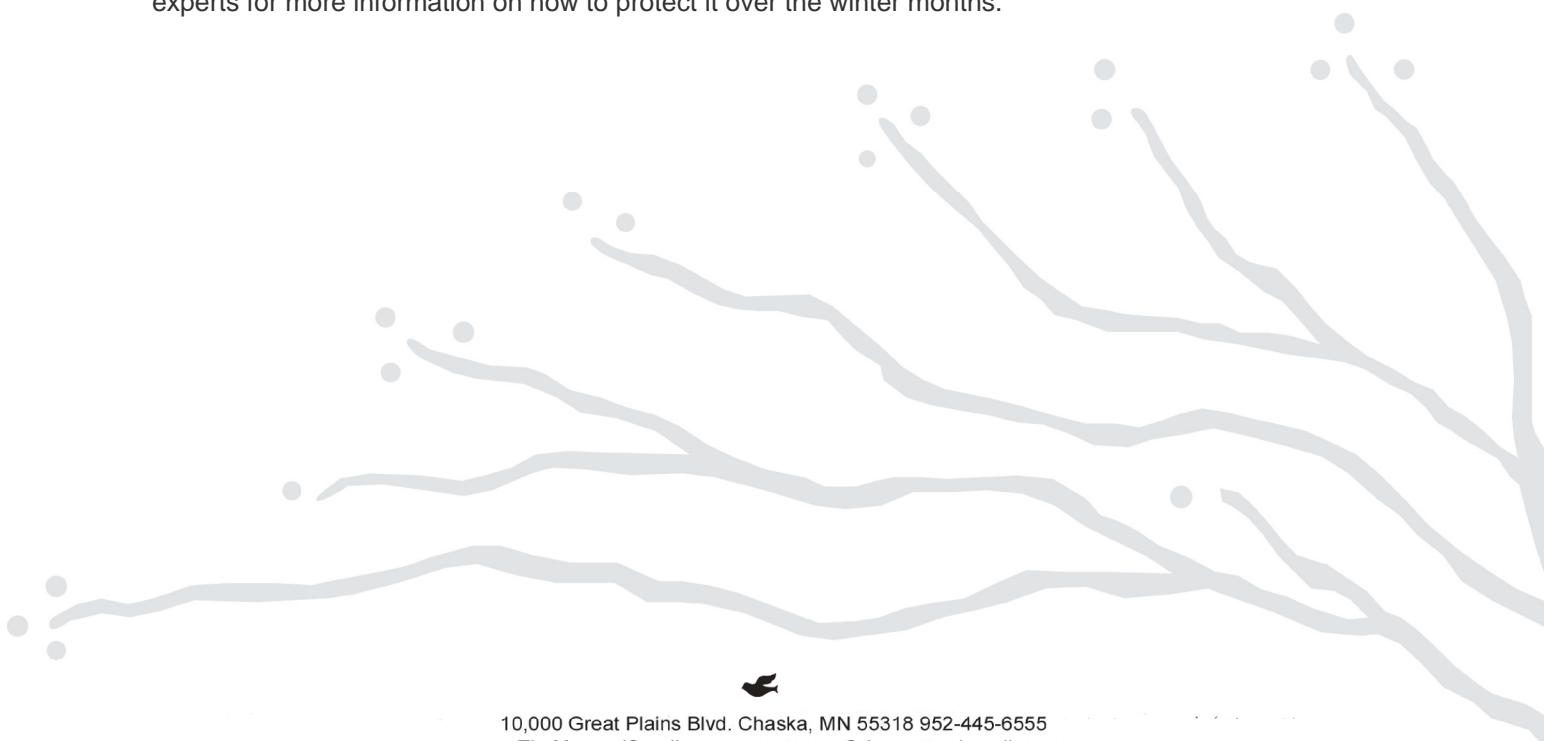 experts for more information on how to protect it over the winter months.
10,000 Great Plains Blvd. Chaska, MN 55318 952-445-6555